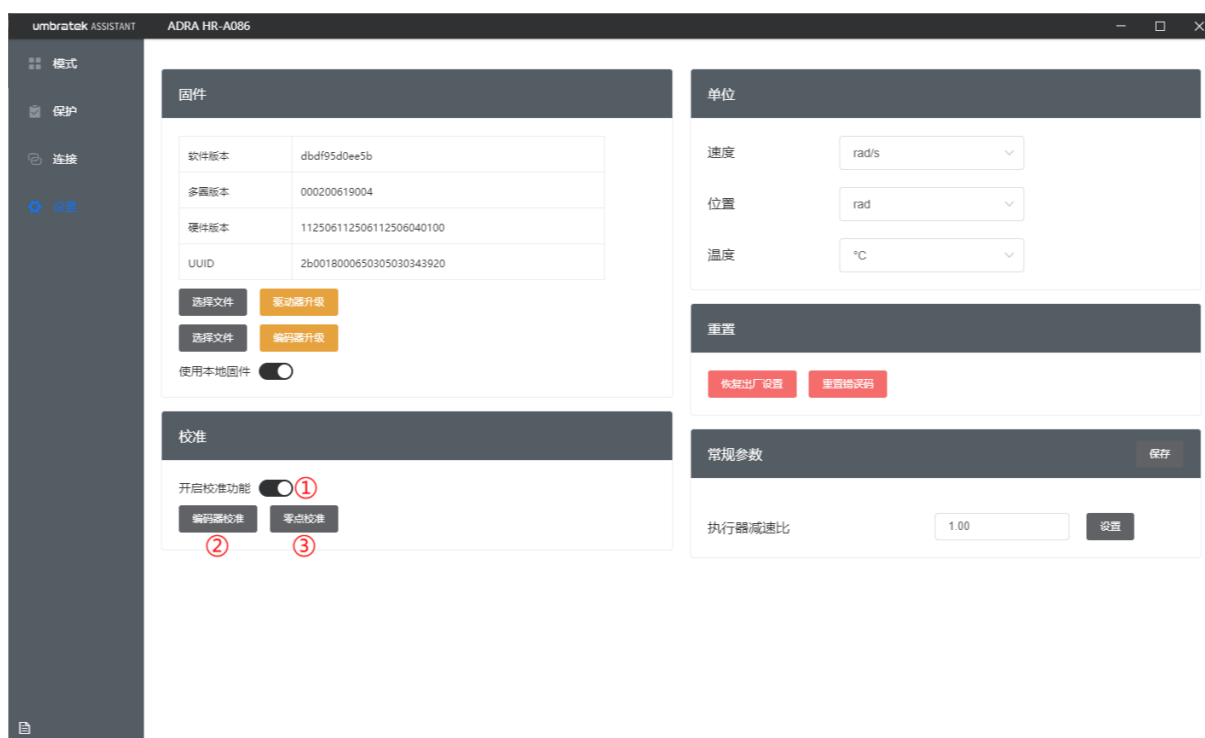 umbratek ASSISTANT
ADRA HR-A086
模式
保护
连接
设置
固件
软件版本 dbdf95d0ee5b
多圈版本 000200619004
硬件版本 112506112506112506040100
UUID 2b0018000650305030343920
选择文件 驱动器升级
选择文件 编码器升级
使用本地固件
校准
开启校准功能 ①
编码器校准 零点校准
② ③
单位
速度 rad/s
位置 rad
温度 °C
重置
恢复出厂设置 重置错误码
常规参数 保存
执行器减速比 1.00 设置